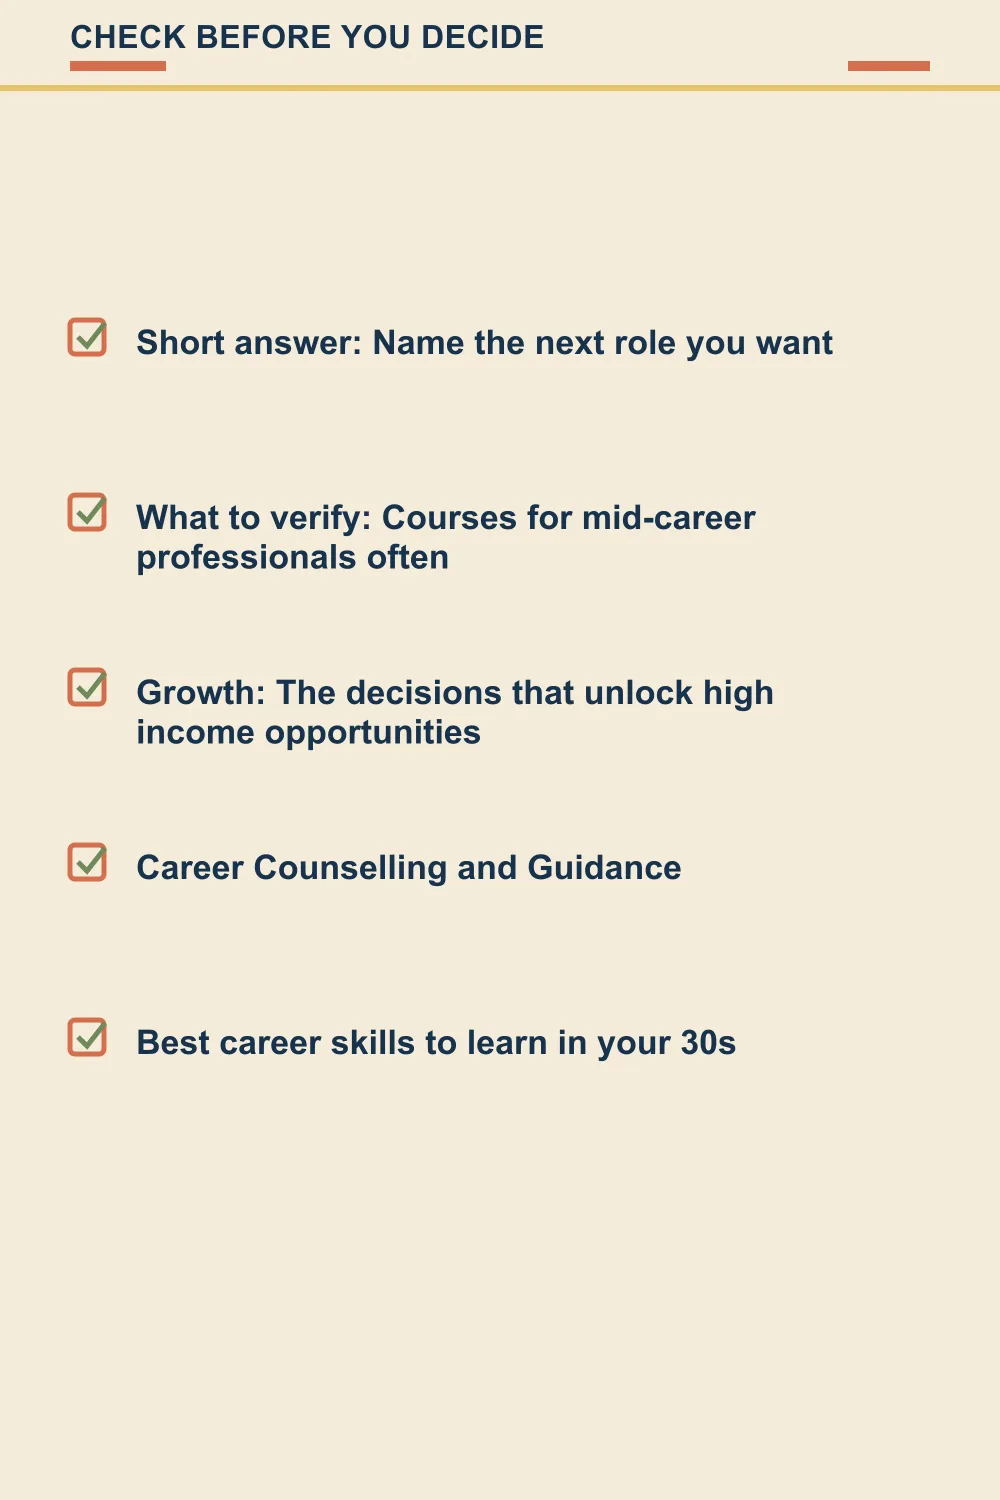 CHECK BEFORE YOU DECIDE
Short answer: Name the next role you want
What to verify: Courses for mid-career
professionals often
Growth: The decisions that unlock high
income opportunities
Career Counselling and Guidance
Best career skills to learn in your 30s